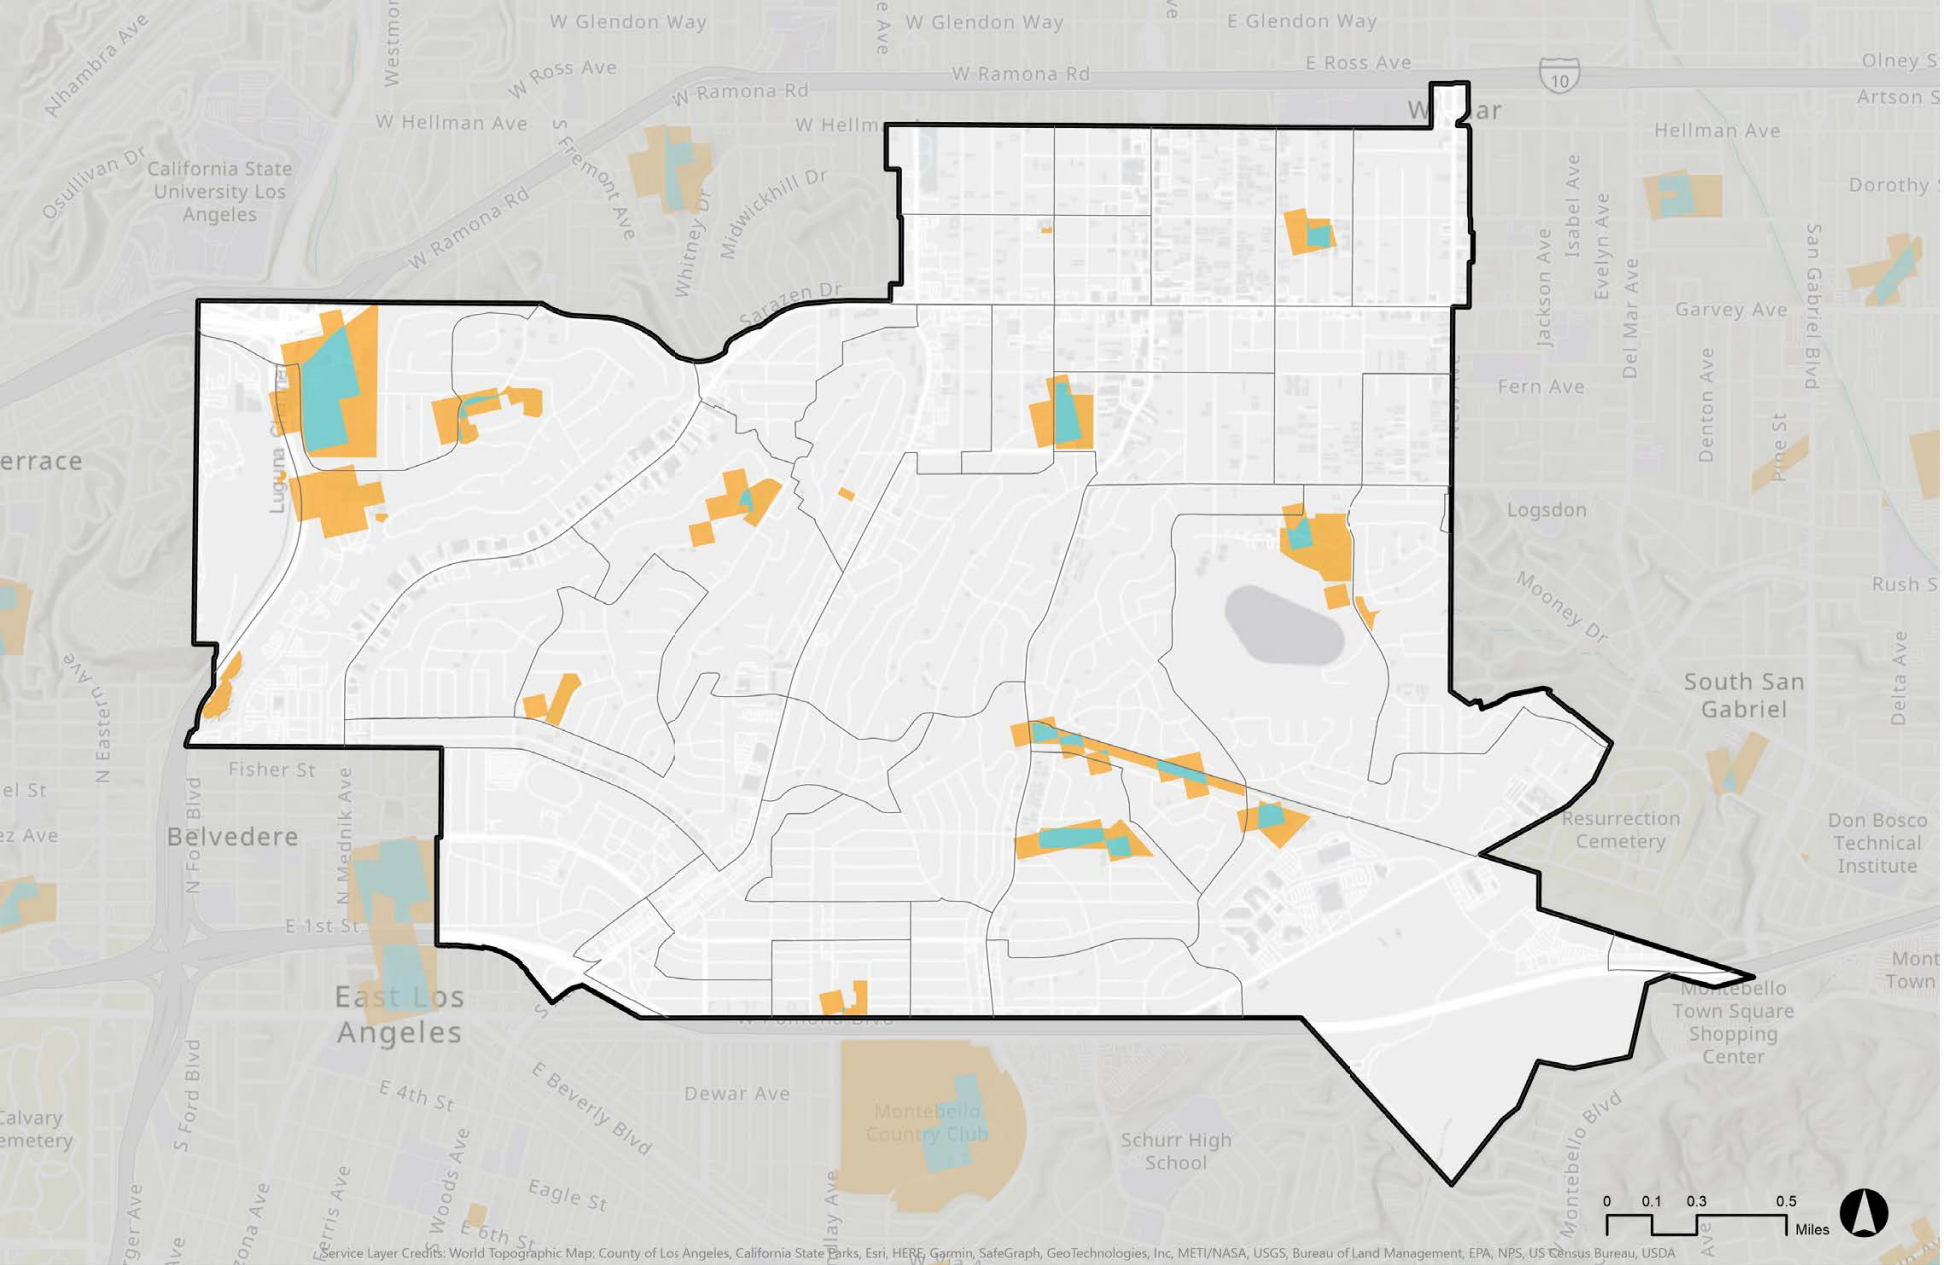 W Glendon Way
W Glendon Way
E Glendon Way
Alhambra Ave
W Ross Ave
W Ramona Rd
E Ross Ave
10
Olney S
W Ramona Rd
Artson S
W Hellman Ave
W Hellm
Hellman Ave
S Fremont Ave
Osullivan Dr
California State
University Los
Angeles
Dorothy
W Ramona Rd
Whitney Dr
Midwickhill Dr
Isabel Ave
Evelyn Ave
Jackson Ave
Del Mar Ave
San Gabriel Blvd
Sarazen Dr
Garvey Ave
Fern Ave
Denton Ave
Pine St
errace
Logsdon
Mooney Dr
Rush S
N Eastern Ave
South San
Gabriel
Delta Ave
Fisher St
el St
ez Ave
Belvedere
N Ford Blvd
N Mednik Ave
Resurrection
Cemetery
Don Bosco
Technical
Institute
E 1st St
East Los
Angeles
Mont
Town
Montebello
Town Square
Shopping
Center
S Ford Blvd
E 4th St
E Beverly Blvd
Dewar Ave
Montebello
Country Club
Schurr High
School
Calvary
emetery
S Woods Ave
Ferris Ave
Eagle St
E 6th St
Montebello Blvd
0 0.1 0.3 0.5
Miles
Service Layer Credits: World Topographic Map: County of Los Angeles, California State Parks, Esri, HERE, Garmin, SafeGraph, GeoTechnologies, Inc, METI/NASA, USGS, Bureau of Land Management, EPA, NPS, US Census Bureau, USDA